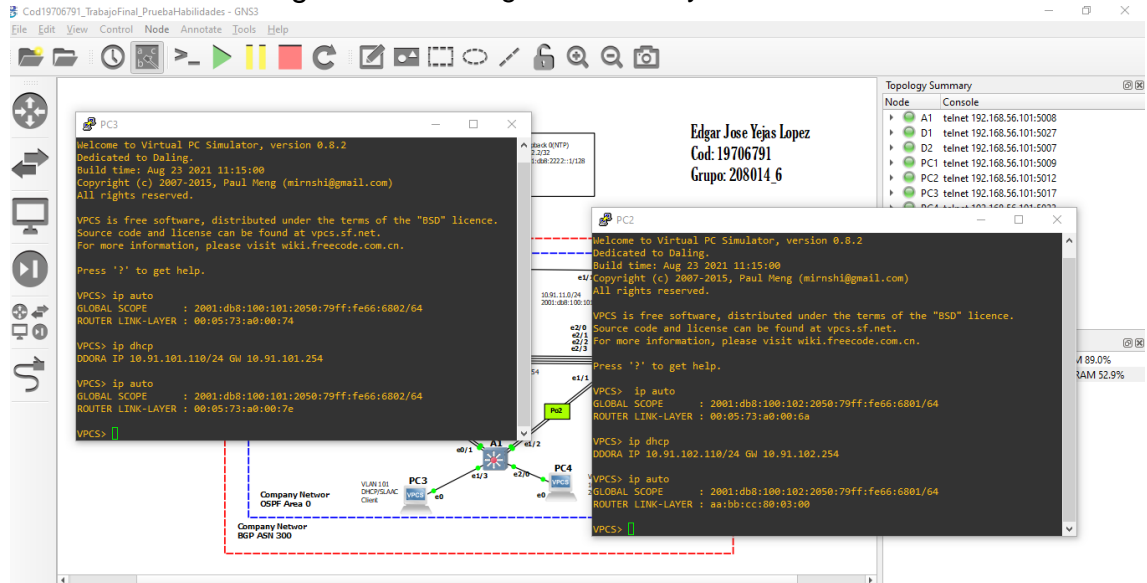 Cod19706791_TrabajoFinal_PruebaHabilidades - GNS3
File Edit View Control Node Annotate Tools Help
Edgar Jose Yejas Lopez
Cod: 19706791
Grupo: 208014_6
PC3
Welcome to Virtual PC Simulator, version 0.8.2
Dedicated to Daling.
Build time: Aug 23 2021 11:15:00
Copyright (c) 2007-2015, Paul Meng (mirnshi@gmail.com)
All rights reserved.
VPCS is free software, distributed under the terms of the "BSD" licence.
Source code and license can be found at vpcs.sf.net.
For more information, please visit wiki.freecode.com.cn.
Press '?' to get help.
VPCS> ip auto
GLOBAL SCOPE : 2001:db8:100:101:2050:79ff:fe66:6802/64
ROUTER LINK-LAYER : 00:05:73:a0:00:74
VPCS> ip dhcp
DDORA IP 10.91.101.110/24 GW 10.91.101.254
VPCS> ip auto
GLOBAL SCOPE : 2001:db8:100:101:2050:79ff:fe66:6802/64
ROUTER LINK-LAYER : 00:05:73:a0:00:7e
VPCS>
PC2
Welcome to Virtual PC Simulator, version 0.8.2
Dedicated to Daling.
Build time: Aug 23 2021 11:15:00
Copyright (c) 2007-2015, Paul Meng (mirnshi@gmail.com)
All rights reserved.
VPCS is free software, distributed under the terms of the "BSD" licence.
Source code and license can be found at vpcs.sf.net.
For more information, please visit wiki.freecode.com.cn.
Press '?' to get help.
VPCS> ip auto
GLOBAL SCOPE : 2001:db8:100:102:2050:79ff:fe66:6801/64
ROUTER LINK-LAYER : 00:05:73:a0:00:6a
VPCS> ip dhcp
DDORA IP 10.91.102.110/24 GW 10.91.102.254
VPCS> ip auto
GLOBAL SCOPE : 2001:db8:100:102:2050:79ff:fe66:6801/64
ROUTER LINK-LAYER : aa:bb:cc:80:03:00
VPCS>
0(NTP)
2.2/32
:db8:2222::1/128
e1/
10.91.11.0/24
2001:db8:100:10
e2/0
e2/1
e2/2
e2/3
54
e1/1
Po2
A1
e0/1
e1/2
e1/3
e2/0
VLAN 101
DHCP/SLAAC
Client
PC3
VPCS
e0
PC4
VPCS
e0
Company Networ
OSPF Area 0
Company Networ
BGP ASN 300
Topology Summary
Node Console
A1 telnet 192.168.56.101:5008
D1 telnet 192.168.56.101:5027
D2 telnet 192.168.56.101:5007
PC1 telnet 192.168.56.101:5009
PC2 telnet 192.168.56.101:5012
PC3 telnet 192.168.56.101:5017
89.0%
RAM 52.9%